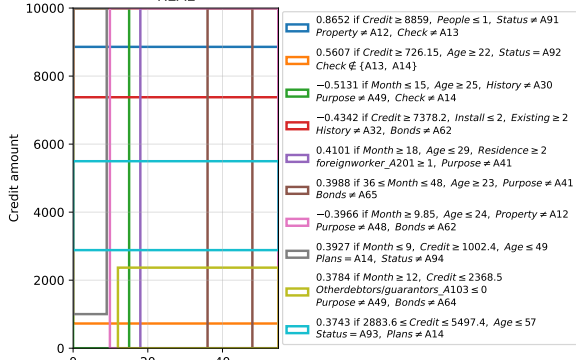 10000
8000
6000
4000
2000
0
Credit amount
0 20 40
0.8652 if Credit ≥ 8859, People ≤ 1, Status ≠ A91
Property ≠ A12, Check ≠ A13
0.5607 if Credit ≥ 726.15, Age ≥ 22, Status = A92
Check ∉ {A13, A14}
−0.5131 if Month ≤ 15, Age ≥ 25, History ≠ A30
Purpose ≠ A49, Check ≠ A14
−0.4342 if Credit ≥ 7378.2, Install ≤ 2, Existing ≥ 2
History ≠ A32, Bonds ≠ A62
0.4101 if Month ≥ 18, Age ≤ 29, Residence ≥ 2
foreignworker_A201 ≥ 1, Purpose ≠ A41
0.3988 if 36 ≤ Month ≤ 48, Age ≥ 23, Purpose ≠ A41
Bonds ≠ A65
−0.3966 if Month ≥ 9.85, Age ≤ 24, Property ≠ A12
Purpose ≠ A48, Bonds ≠ A62
0.3927 if Month ≤ 9, Credit ≥ 1002.4, Age ≤ 49
Plans = A14, Status ≠ A94
0.3784 if Month ≥ 12, Credit ≤ 2368.5
Otherdebtors/guarantors_A103 ≤ 0
Purpose ≠ A49, Bonds ≠ A64
0.3743 if 2883.6 ≤ Credit ≤ 5497.4, Age ≤ 57
Status = A93, Plans ≠ A14